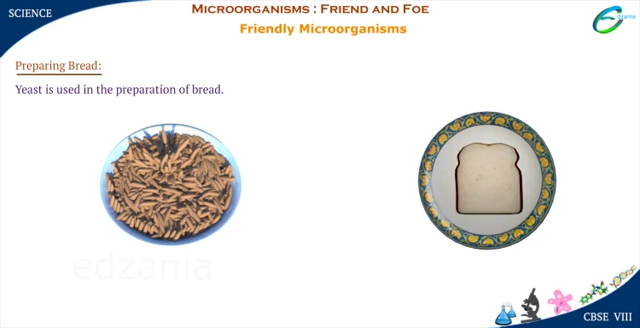 SCIENCE
MICROORGANISMS : FRIEND AND FOE
Friendly Microorganisms
Edzania
Preparing Bread:
Yeast is used in the preparation of bread.
edzania
CBSE VIII